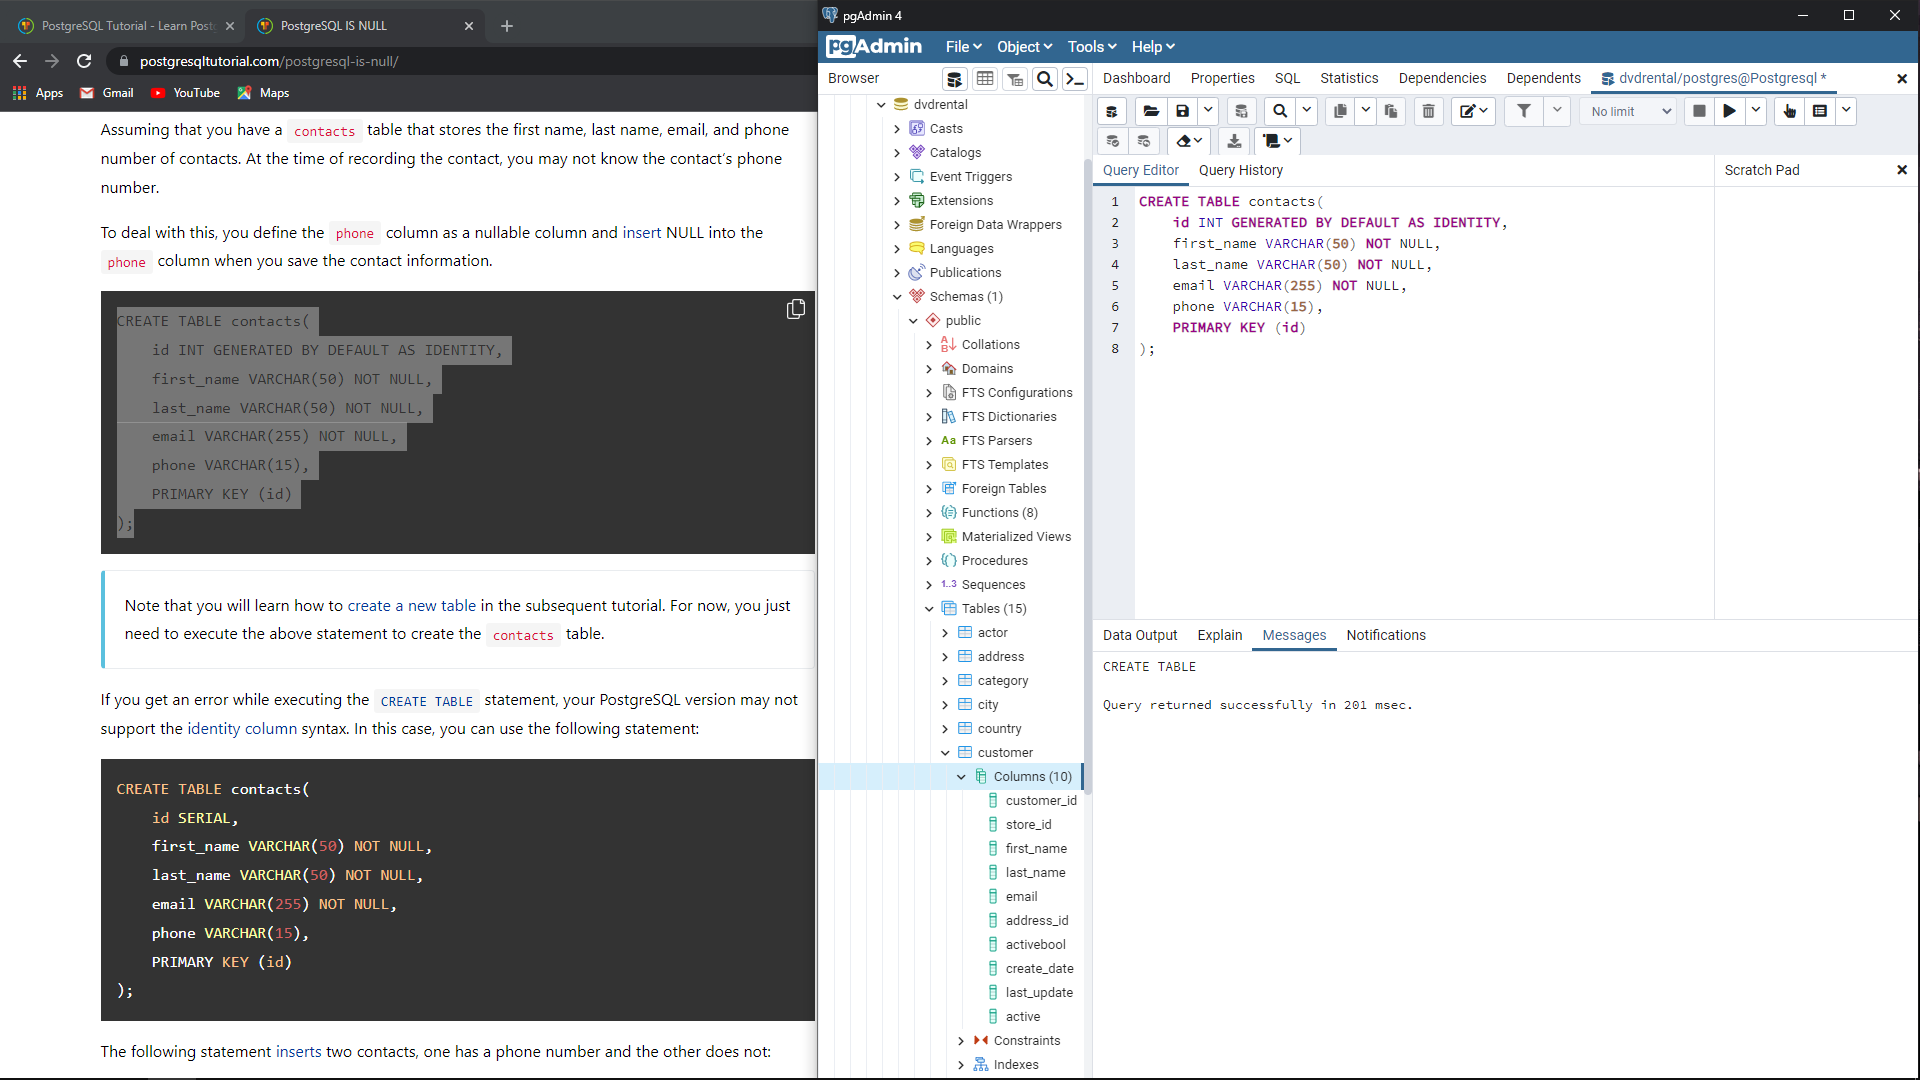 PostgreSQL Tutorial - Learn Post
PostgreSQL IS NULL
postgresqltutorial.com/postgresql-is-null/
Apps
Gmail
YouTube
Maps
Assuming that you have a contacts table that stores the first name, last name, email, and phone
number of contacts. At the time of recording the contact, you may not know the contact's phone
number.
To deal with this, you define the phone column as a nullable column and insert NULL into the
phone column when you save the contact information.
CREATE TABLE contacts(
id INT GENERATED BY DEFAULT AS IDENTITY,
first_name VARCHAR(50) NOT NULL,
last_name VARCHAR(50) NOT NULL,
email VARCHAR(255) NOT NULL,
phone VARCHAR(15),
PRIMARY KEY (id)
);
Note that you will learn how to create a new table in the subsequent tutorial. For now, you just
need to execute the above statement to create the contacts table.
If you get an error while executing the CREATE TABLE statement, your PostgreSQL version may not
support the identity column syntax. In this case, you can use the following statement:
CREATE TABLE contacts(
id SERIAL,
first_name VARCHAR(50) NOT NULL,
last_name VARCHAR(50) NOT NULL,
email VARCHAR(255) NOT NULL,
phone VARCHAR(15),
PRIMARY KEY (id)
);
The following statement inserts two contacts, one has a phone number and the other does not:
pgAdmin 4
pgAdmin
File
Object
Tools
Help
Browser
dvdrental
Casts
Catalogs
Event Triggers
Extensions
Foreign Data Wrappers
Languages
Publications
Schemas (1)
public
Collations
Domains
FTS Configurations
FTS Dictionaries
Aa FTS Parsers
FTS Templates
Foreign Tables
Functions (8)
Materialized Views
Procedures
1..3 Sequences
Tables (15)
actor
address
category
city
country
customer
Columns (10)
customer_id
store_id
first_name
last_name
email
address_id
activebool
create_date
last_update
active
Constraints
Indexes
Dashboard
Properties
SQL
Statistics
Dependencies
Dependents
dvdrental/postgres@Postgresql *
No limit
Query Editor
Query History
Scratch Pad
1 CREATE TABLE contacts(
2 id INT GENERATED BY DEFAULT AS IDENTITY,
3 first_name VARCHAR(50) NOT NULL,
4 last_name VARCHAR(50) NOT NULL,
5 email VARCHAR(255) NOT NULL,
6 phone VARCHAR(15),
7 PRIMARY KEY (id)
8 );
Data Output
Explain
Messages
Notifications
CREATE TABLE
Query returned successfully in 201 msec.